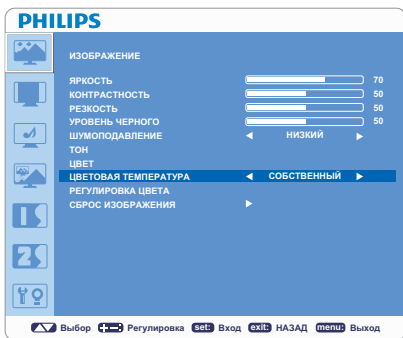 PHILIPS
ИЗОБРАЖЕНИЕ
ЯРКОСТЬ 70
КОНТРАСТНОСТЬ 50
РЕЗКОСТЬ 50
УРОВЕНЬ ЧЕРНОГО 50
ШУМОПОДАВЛЕНИЕ НИЗКИЙ
ТОН
ЦВЕТ
ЦВЕТОВАЯ ТЕМПЕРАТУРА СОБСТВЕННЫЙ
РЕГУЛИРОВКА ЦВЕТА
СБРОС ИЗОБРАЖЕНИЯ
Выбор Регулировка set: Вход exit: НАЗАД menu: Выход